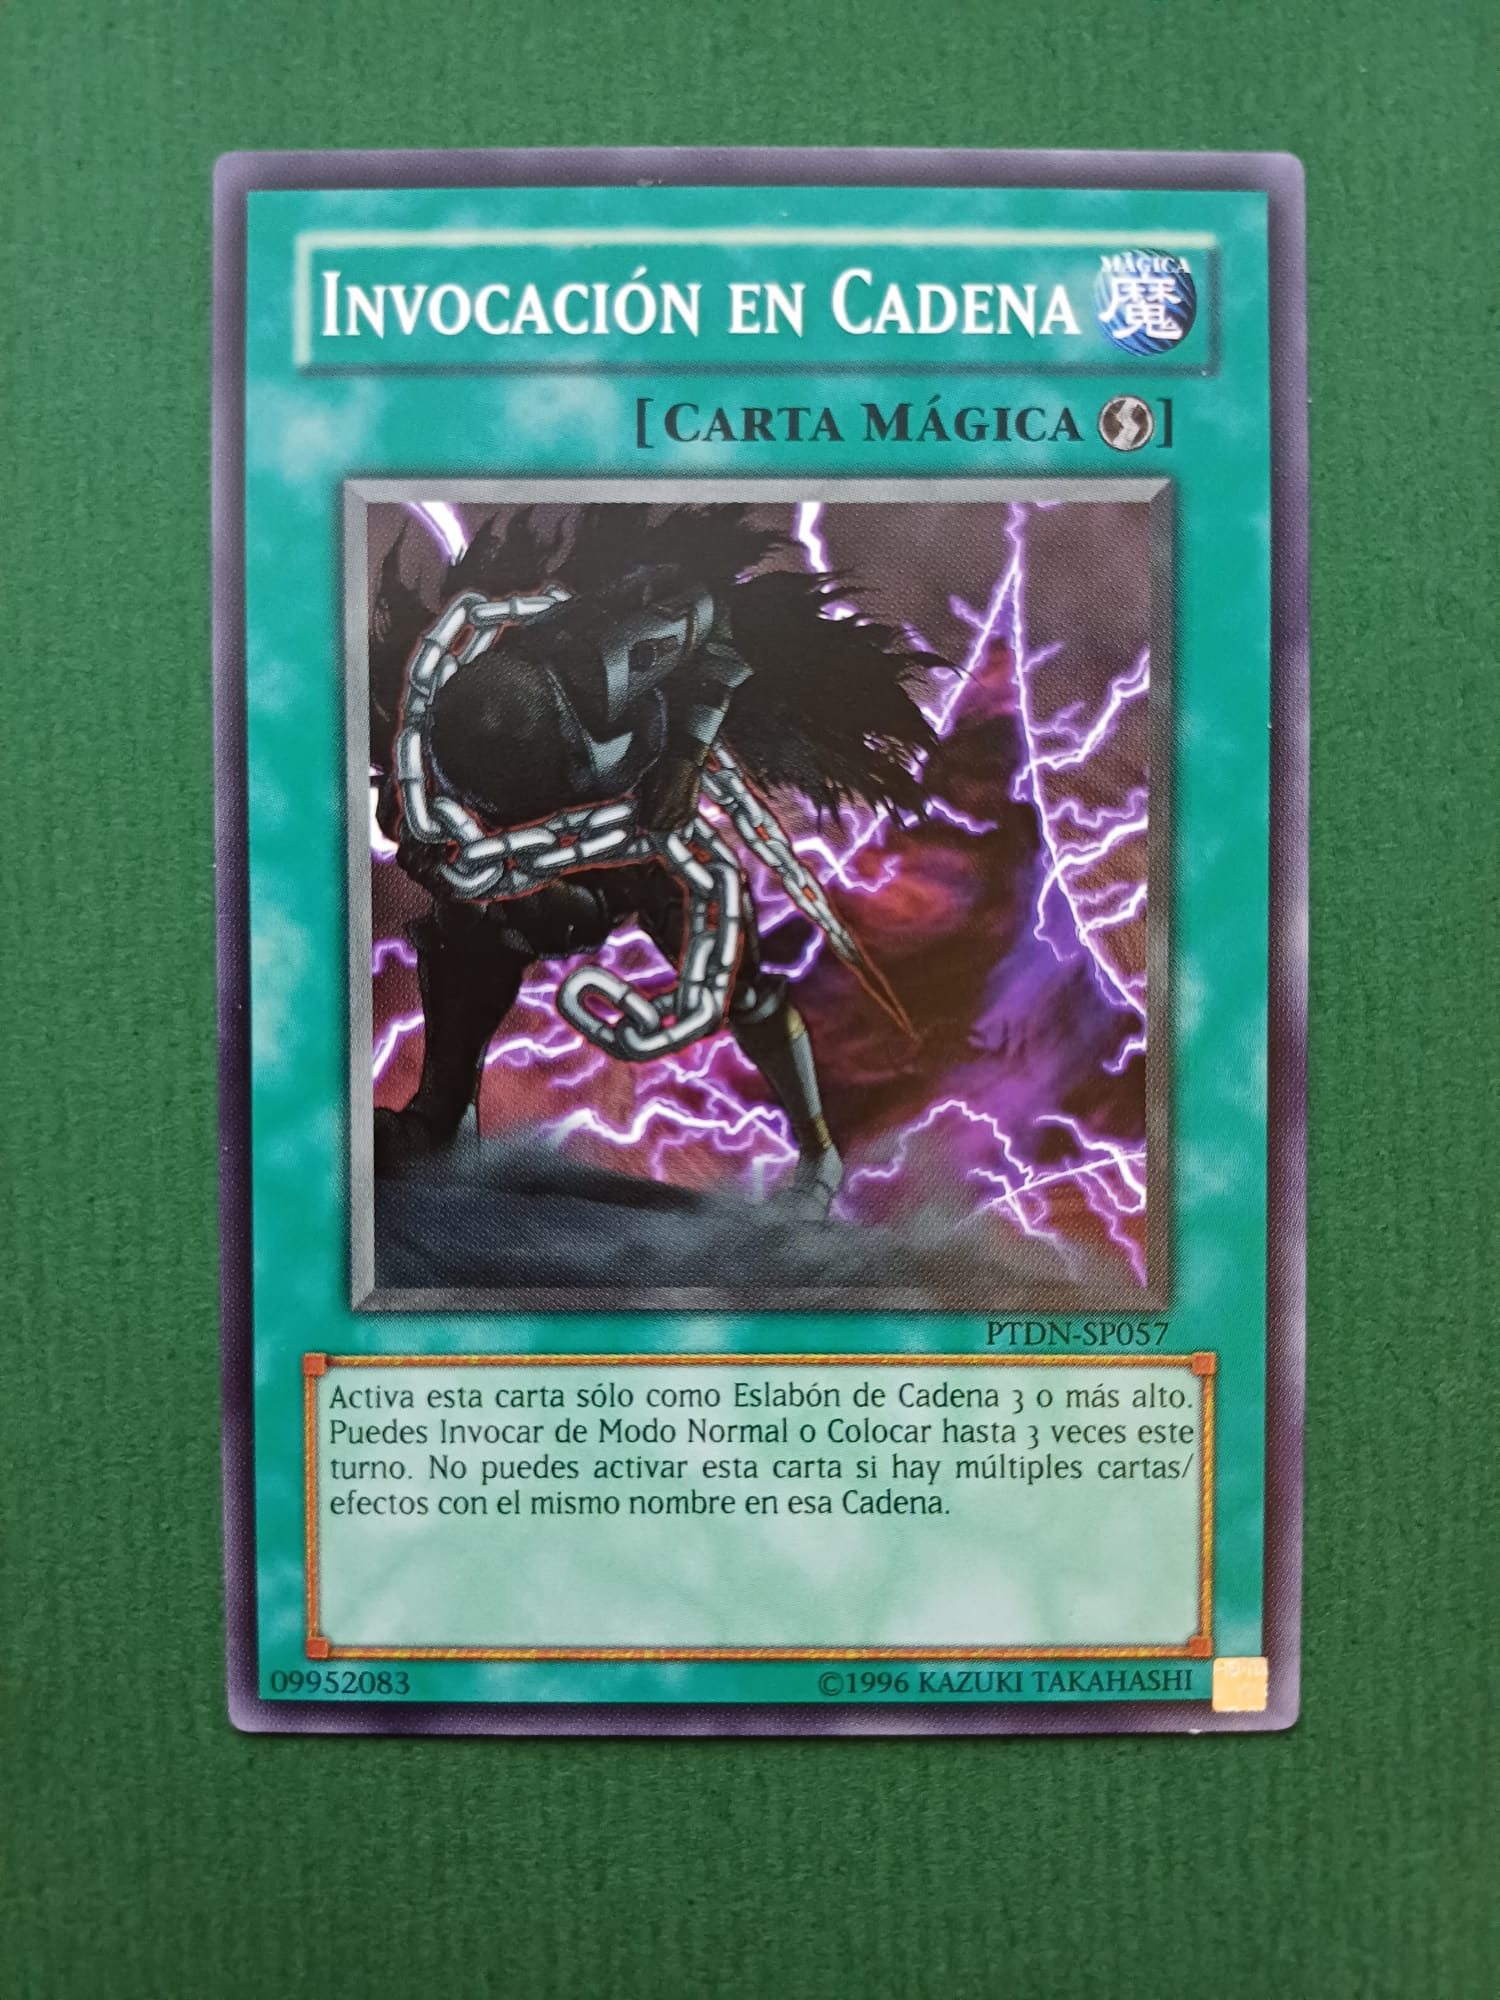 INVOCACIÓN EN CADENA
MÁGICA
魔
[CARTA MÁGICA]
PTDN-SP057
Activa esta carta sólo como Eslabón de Cadena 3 o más alto.
Puedes Invocar de Modo Normal o Colocar hasta 3 veces este
turno. No puedes activar esta carta si hay múltiples cartas/
efectos con el mismo nombre en esa Cadena.
09952083
©1996 KAZUKI TAKAHASHI